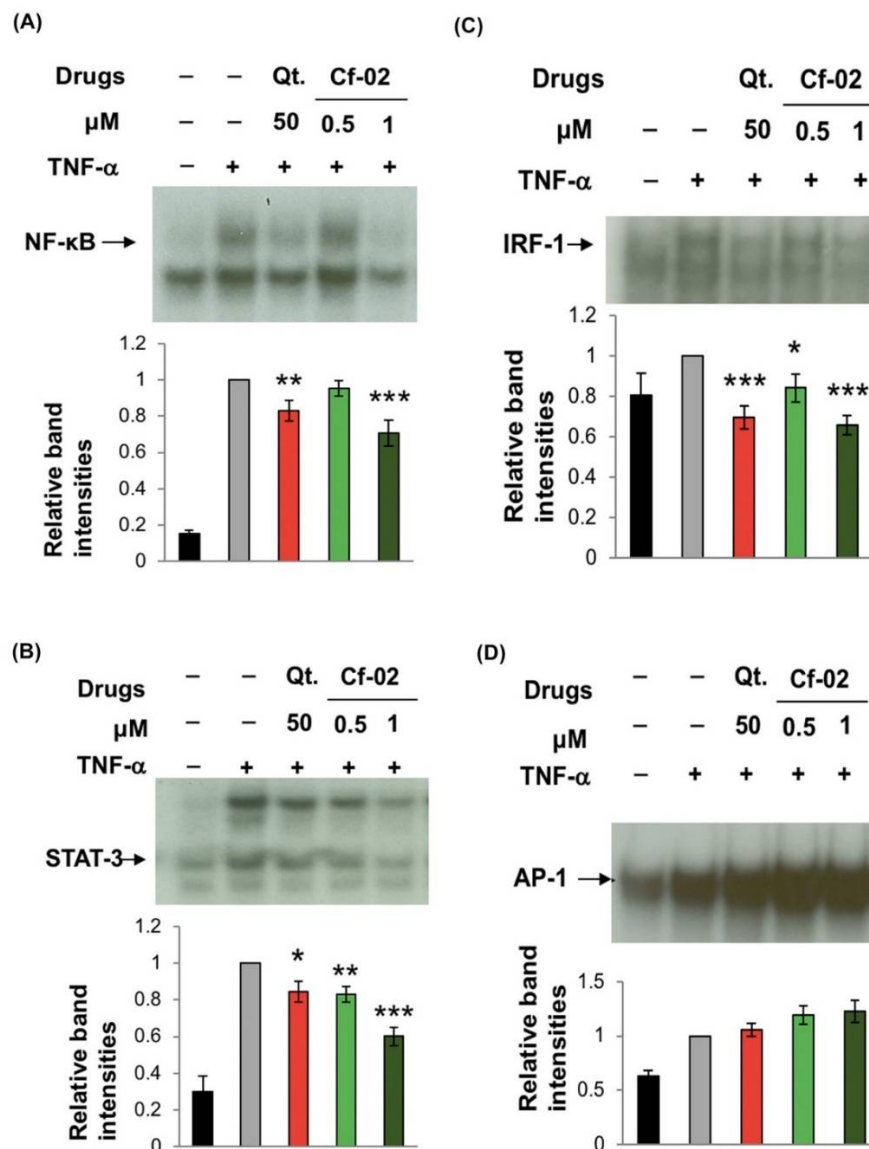 (A)
Drugs – – Qt. Cf-02
µM – – 50 0.5 1
TNF-α – + + + +
NF-κB
Relative band
intensities
1.2
1
0.8
0.6
0.4
0.2
0
** ***
(C)
Drugs Qt. Cf-02
µM – – 50 0.5 1
TNF-α – + + + +
IRF-1
Relative band
intensities
1.2
1
0.8
0.6
0.4
0.2
0
*** * ***
(B)
Drugs – – Qt. Cf-02
µM – – 50 0.5 1
TNF-α – + + + +
STAT-3
Relative band
intensities
1.2
1
0.8
0.6
0.4
0.2
0
* ** ***
(D)
Drugs – – Qt. Cf-02
µM – – 50 0.5 1
TNF-α – + + + +
AP-1
Relative band
intensities
1.5
1
0.5
0